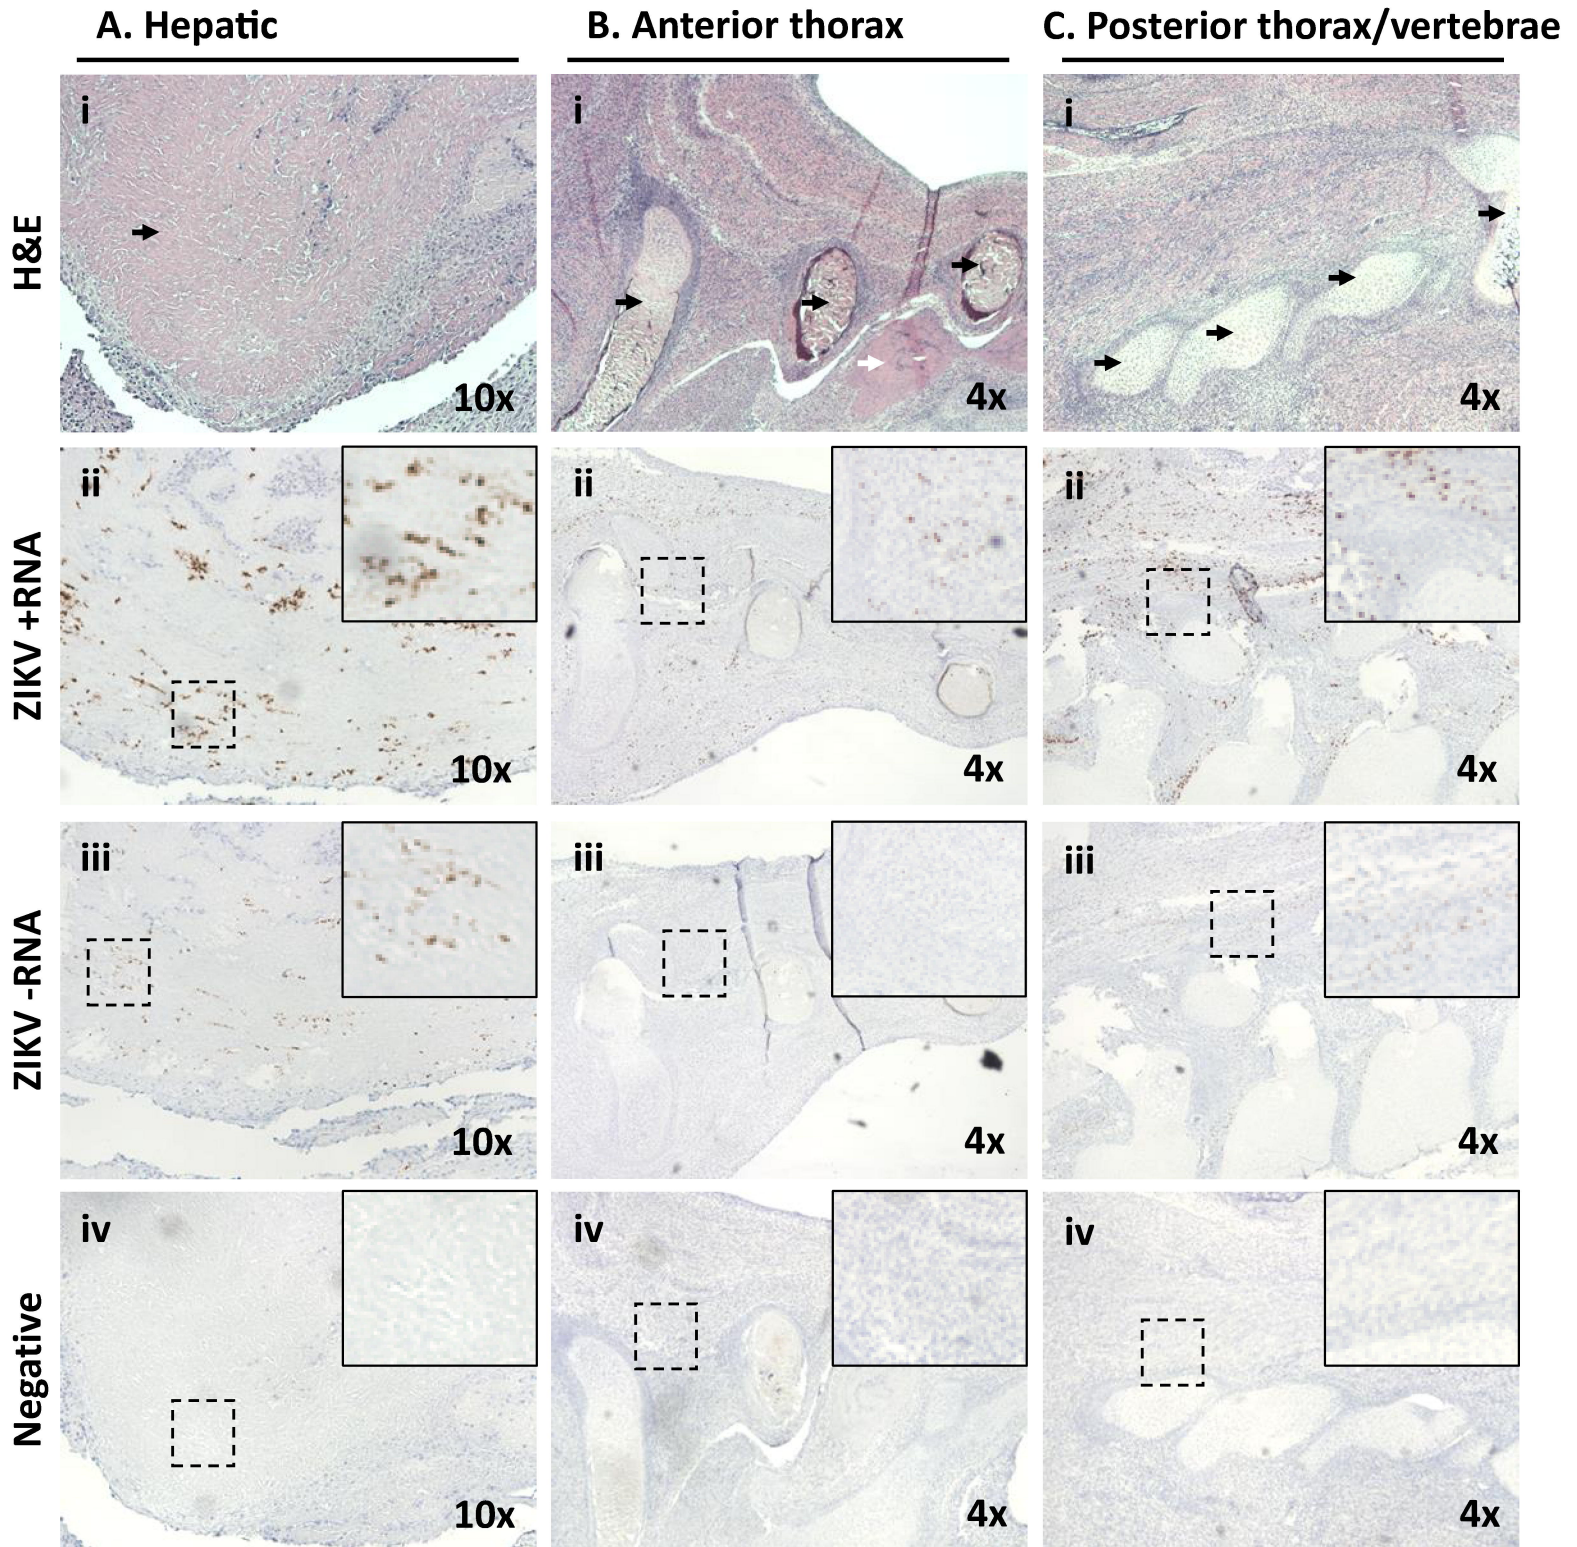 A. Hepatic
B. Anterior thorax
C. Posterior thorax/vertebrae
H&E
i
10x
i
4x
i
4x
ZIKV +RNA
ii
10x
ii
4x
ii
4x
ZIKV -RNA
iii
10x
iii
4x
iii
4x
Negative
iv
10x
iv
4x
iv
4x